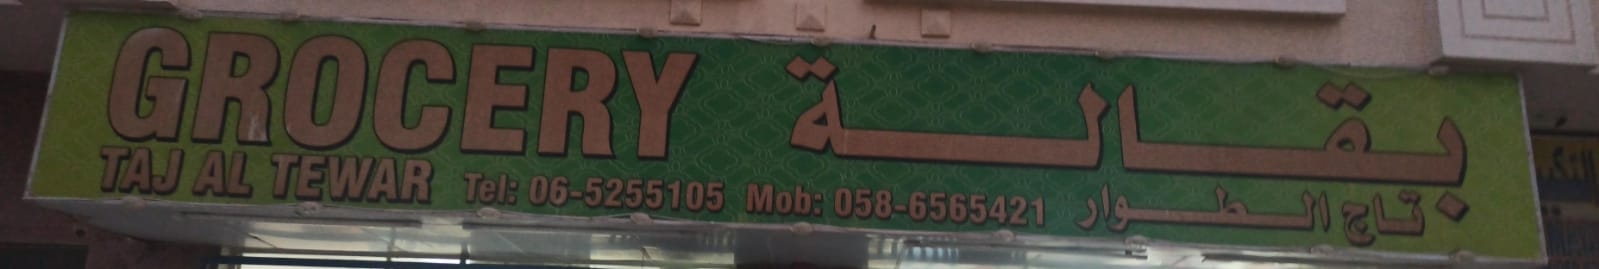 GROCERY بقالة
TAJ AL TEWAR Tel: 06-5255105 Mob: 058-6565421 تاج الطوار